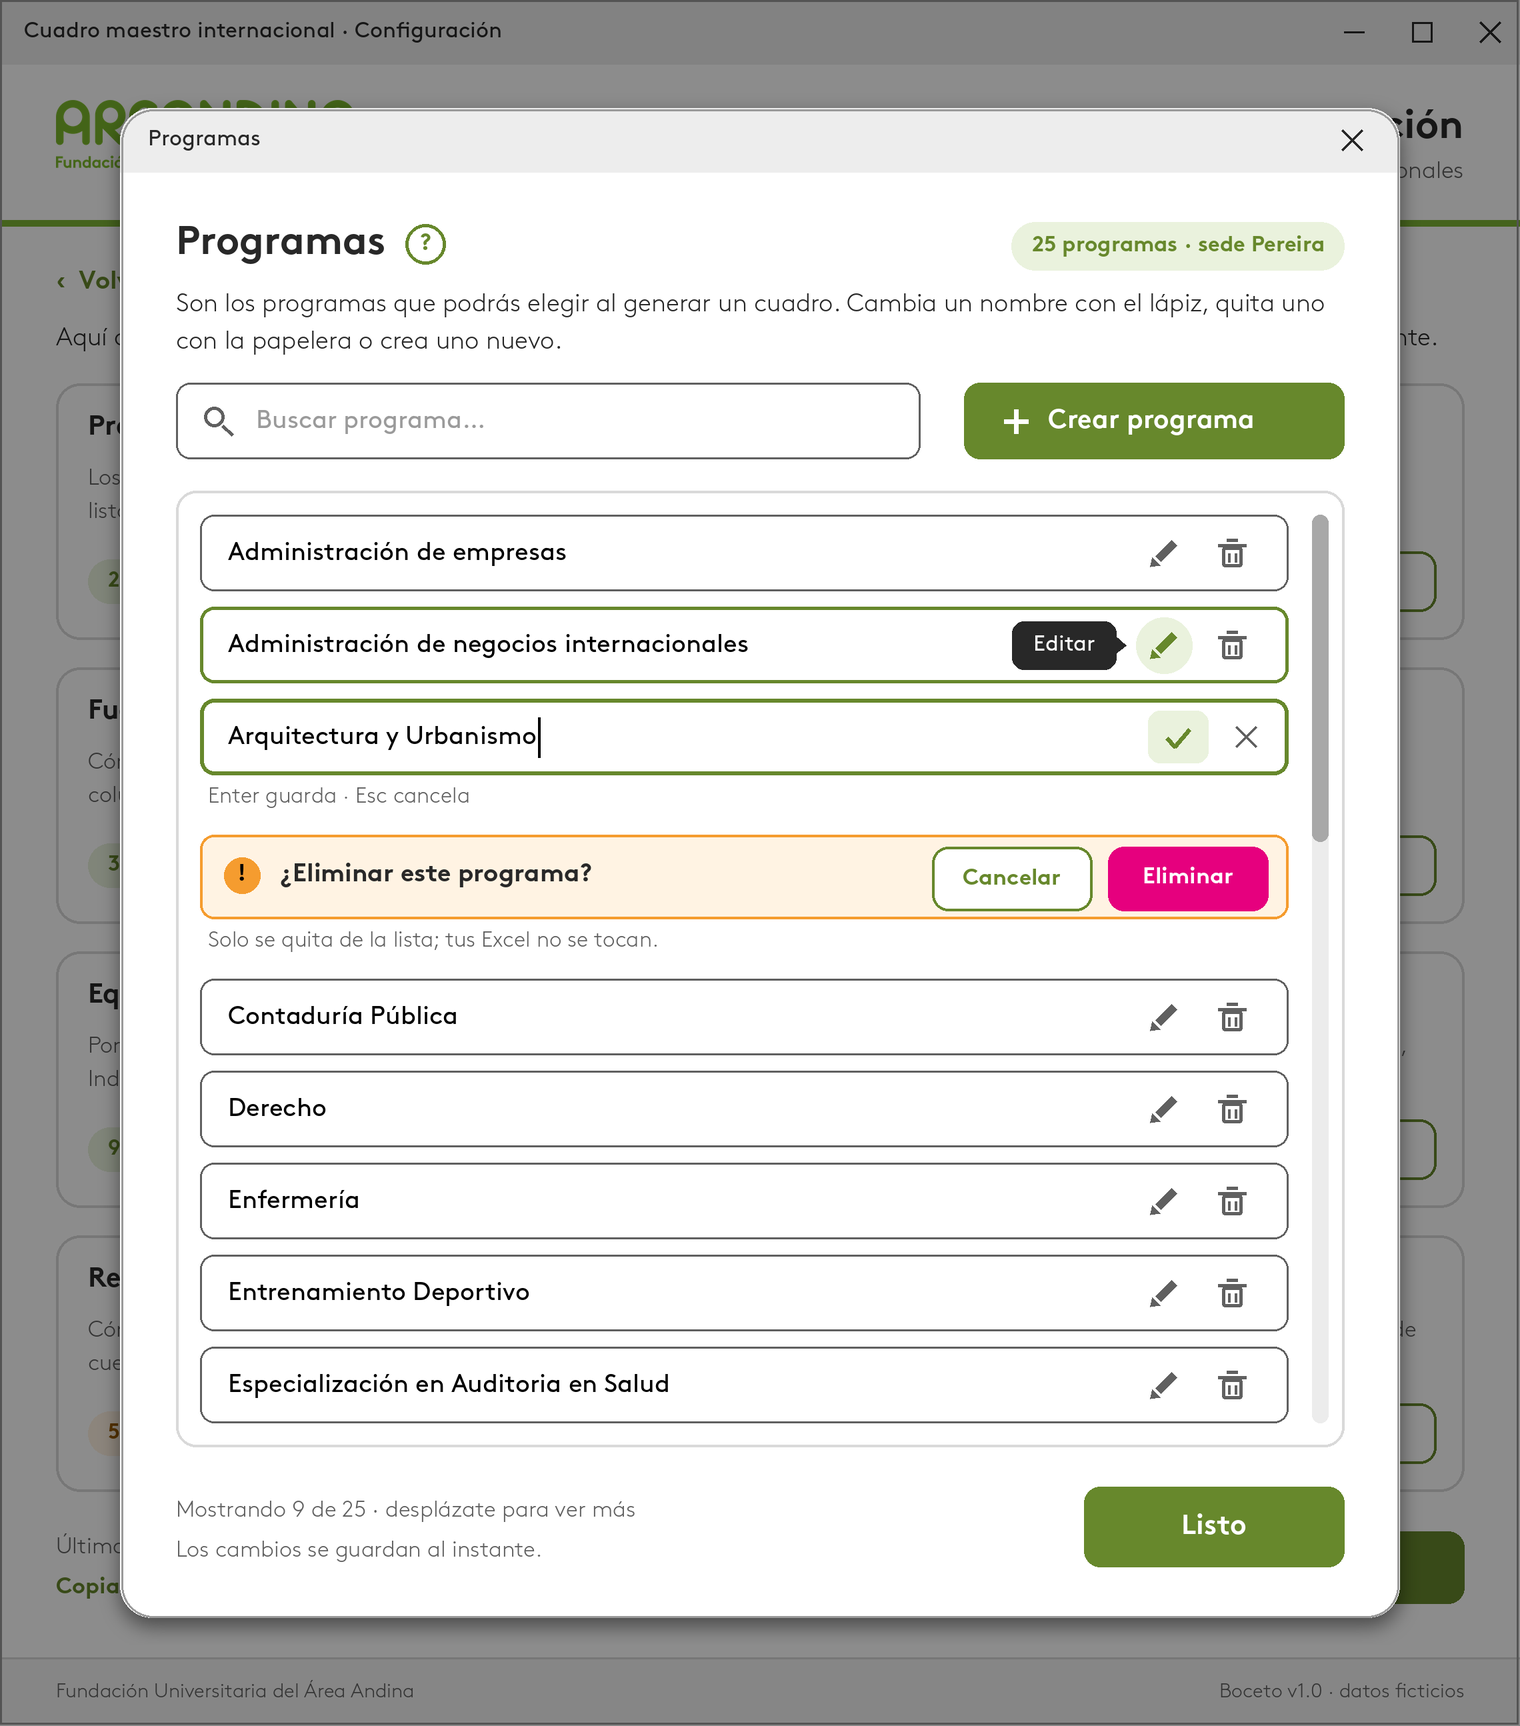 Cuadro maestro internacional · Configuración
Programas
Programas ?
25 programas · sede Pereira
Son los programas que podrás elegir al generar un cuadro. Cambia un nombre con el lápiz, quita uno
con la papelera o crea uno nuevo.
Buscar programa...
+ Crear programa
Administración de empresas
Administración de negocios internacionales
Editar
Arquitectura y Urbanismo
Enter guarda · Esc cancela
! ¿Eliminar este programa?
Cancelar
Eliminar
Solo se quita de la lista; tus Excel no se tocan.
Contaduría Pública
Derecho
Enfermería
Entrenamiento Deportivo
Especialización en Auditoria en Salud
Mostrando 9 de 25 · desplázate para ver más
Los cambios se guardan al instante.
Listo
Fundación Universitaria del Área Andina
Boceto v1.0 · datos ficticios